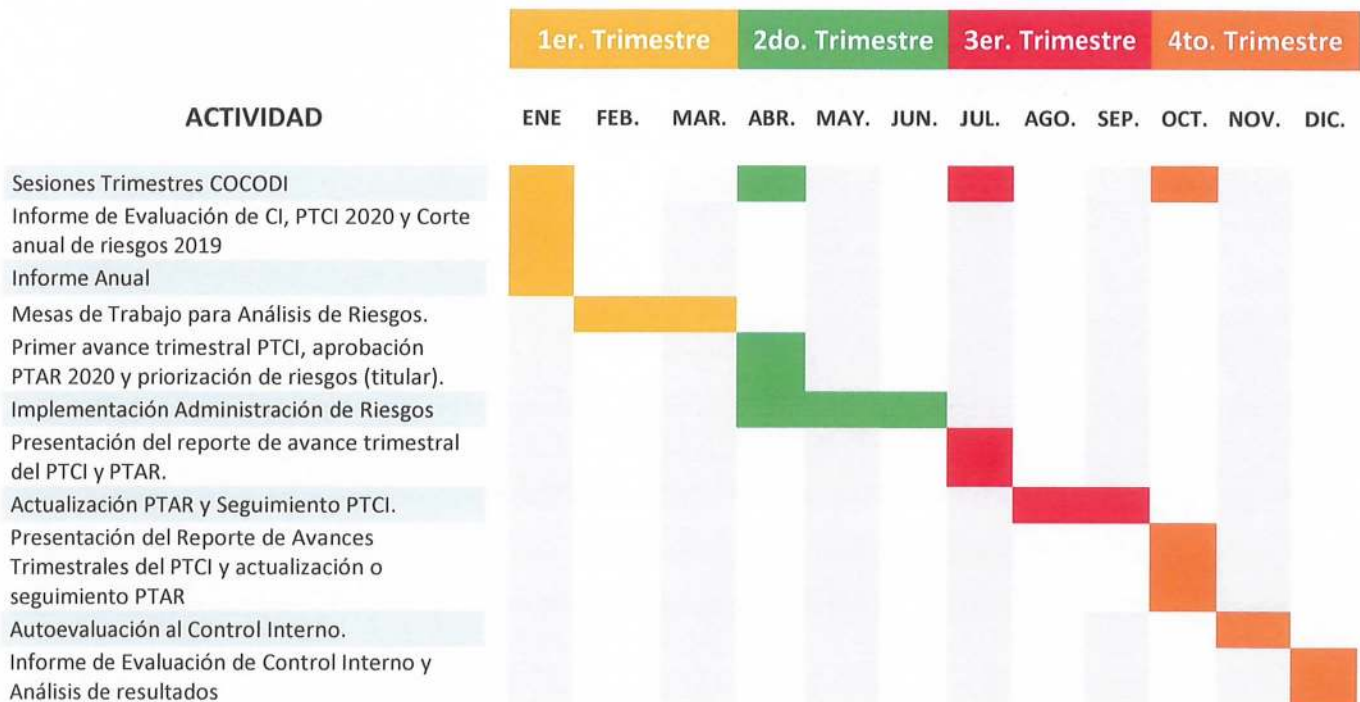 1er. Trimestre 2do. Trimestre 3er. Trimestre 4to. Trimestre
ACTIVIDAD ENE FEB. MAR. ABR. MAY. JUN. JUL. AGO. SEP. OCT. NOV. DIC.
Sesiones Trimestres COCODI
Informe de Evaluación de CI, PTCI 2020 y Corte
anual de riesgos 2019
Informe Anual
Mesas de Trabajo para Análisis de Riesgos.
Primer avance trimestral PTCI, aprobación
PTAR 2020 y priorización de riesgos (titular).
Implementación Administración de Riesgos
Presentación del reporte de avance trimestral
del PTCI y PTAR.
Actualización PTAR y Seguimiento PTCI.
Presentación del Reporte de Avances
Trimestrales del PTCI y actualización o
seguimiento PTAR
Autoevaluación al Control Interno.
Informe de Evaluación de Control Interno y
Análisis de resultados